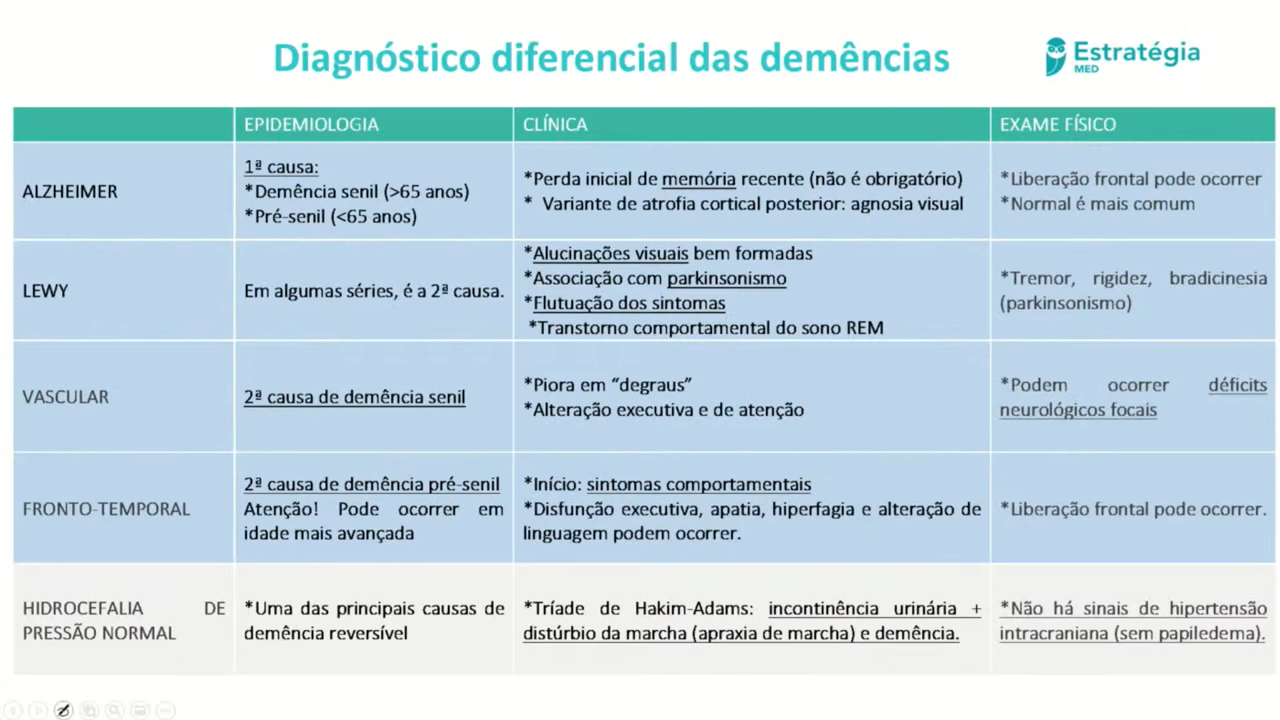 Diagnóstico diferencial das demências
Estratégia
MED
EPIDEMIOLOGIA
CLÍNICA
EXAME FÍSICO
ALZHEIMER
1ª causa:
*Demência senil (>65 anos)
*Pré-senil (<65 anos)
*Perda inicial de memória recente (não é obrigatório)
* Variante de atrofia cortical posterior: agnosia visual
*Liberação frontal pode ocorrer
*Normal é mais comum
LEWY
Em algumas séries, é a 2ª causa.
*Alucinações visuais bem formadas
*Associação com parkinsonismo
*Flutuação dos sintomas
*Transtorno comportamental do sono REM
*Tremor, rigidez, bradicinesia
(parkinsonismo)
VASCULAR
2ª causa de demência senil
*Piora em “degraus”
*Alteração executiva e de atenção
*Podem ocorrer déficits
neurológicos focais
FRONTO-TEMPORAL
2ª causa de demência pré-senil
Atenção! Pode ocorrer em
idade mais avançada
*Início: sintomas comportamentais
*Disfunção executiva, apatia, hiperfagia e alteração de
linguagem podem ocorrer.
*Liberação frontal pode ocorrer.
HIDROCEFALIA DE
PRESSÃO NORMAL
*Uma das principais causas de
demência reversível
*Tríade de Hakim-Adams: incontinência urinária +
distúrbio da marcha (apraxia de marcha) e demência.
*Não há sinais de hipertensão
intracraniana (sem papiledema).